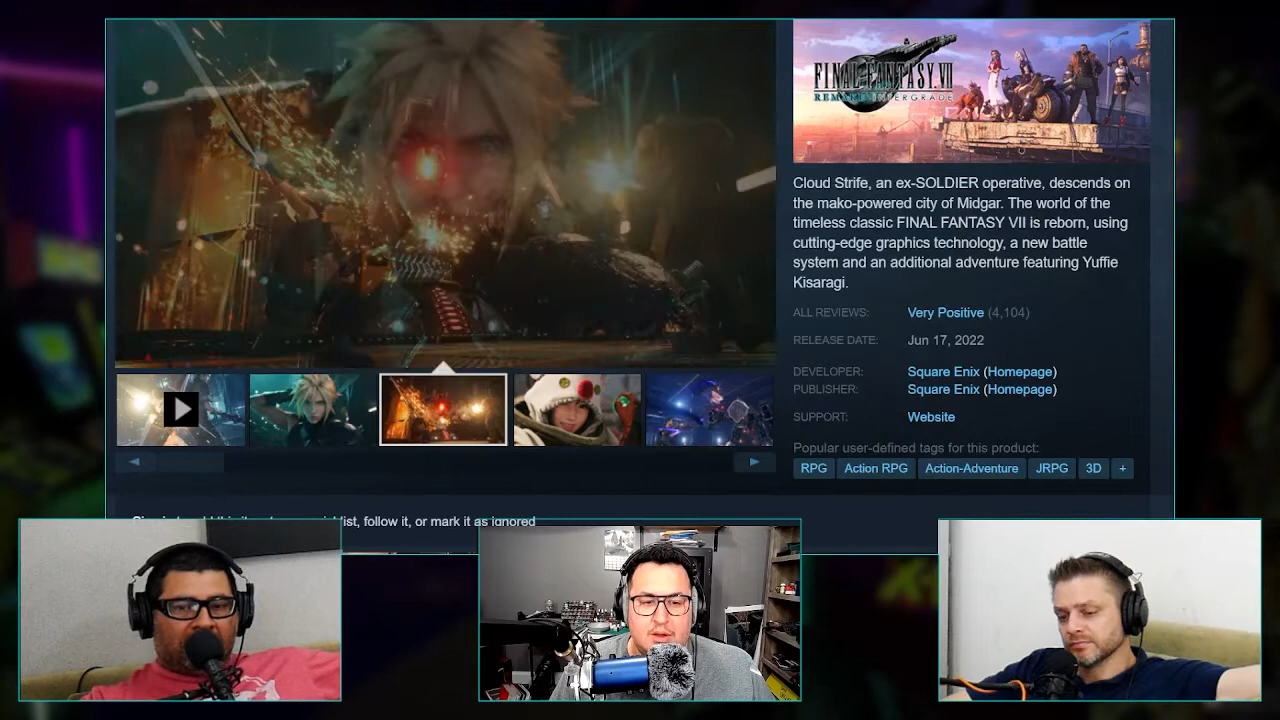 FINAL FANTASY VII
REMAKE INTERGRADE
Cloud Strife, an ex-SOLDIER operative, descends on
the mako-powered city of Midgar. The world of the
timeless classic FINAL FANTASY VII is reborn, using
cutting-edge graphics technology, a new battle
system and an additional adventure featuring Yuffie
Kisaragi.
ALL REVIEWS: Very Positive (4,104)
RELEASE DATE: Jun 17, 2022
DEVELOPER: Square Enix (Homepage)
PUBLISHER: Square Enix (Homepage)
SUPPORT: Website
Popular user-defined tags for this product:
RPG Action RPG Action-Adventure JRPG 3D +
follow it, or mark it as ignored